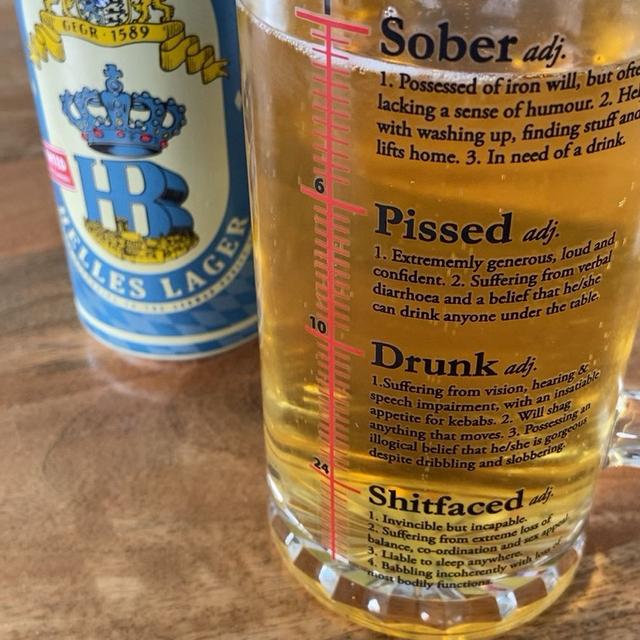 GEGR · 1589
HB
HELLES LAGER
Sober adj.
1. Possessed of iron will, but
lacking a sense of humour. 2.
with washing up, finding stuff and
lifts home. 3. In need of a drink.
6
Pissed adj.
1. Extrememly generous, loud and
confident. 2. Suffering from verbal
diarrhoea and a belief that he/she
can drink anyone under the table.
10
Drunk adj.
1.Suffering from vision, hearing &
speech impairment, with an insatiable
appetite for kebabs. 2. Will shag
anything that moves. 3. Possessing an
illogical belief that he/she is gorgeous
despite dribbling and slobbering.
24
Shitfaced adj.
1. Invincible but incapable.
2. Suffering from extreme loss of
balance, co-ordination and sex appeal
3. Liable to sleep anywhere.
4. Babbling incoherently with loss of
most bodily functions.